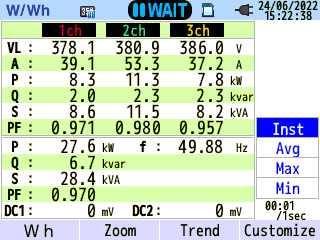 W/Wh WAIT 24/06/2022
15:22:38
1ch 2ch 3ch
VL: 378.1 380.9 386.0 V
A : 39.1 53.3 37.2 A
P : 8.3 11.3 7.8 kW
Q : 2.0 2.3 2.3 kvar
S : 8.6 11.5 8.2 kVA
PF: 0.971 0.980 0.957
P : 27.6 kW f : 49.88 Hz
Q : 6.7 kvar
S : 28.4 kVA
PF: 0.970
DC1: 0 mV DC2: 0 mV
Inst
Avg
Max
Min
00:01
/1sec
Wh Zoom Trend Customize